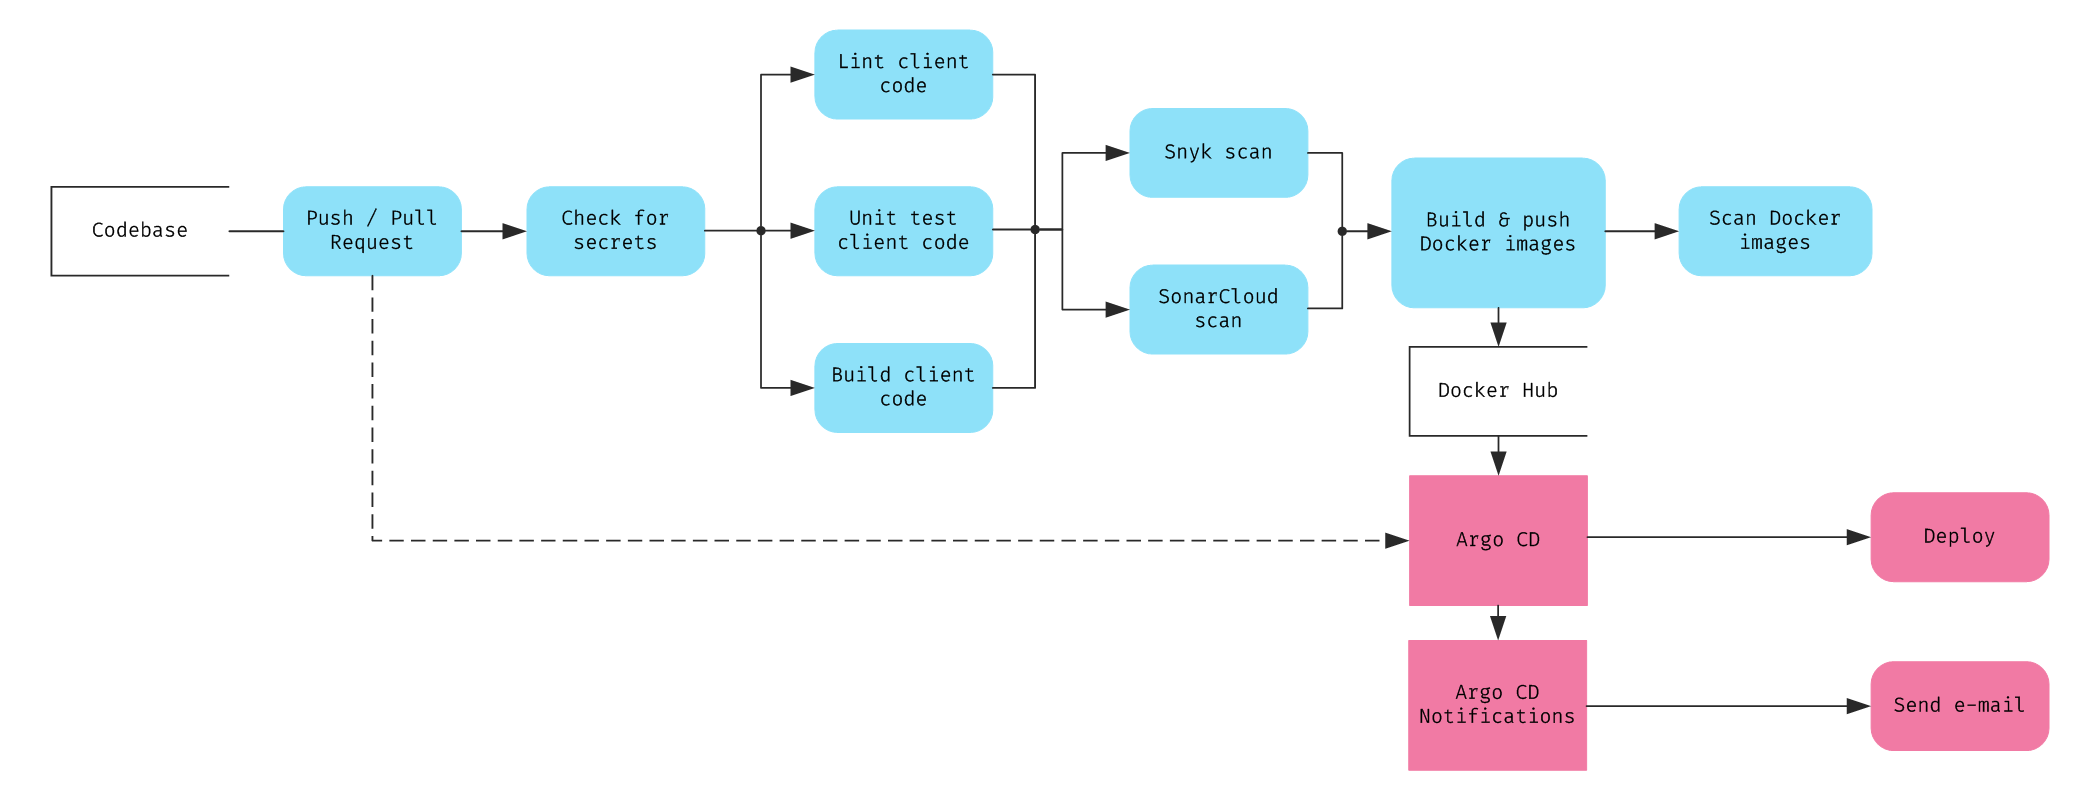 Codebase
Push / Pull
Request
Check for
secrets
Lint client
code
Unit test
client code
Build client
code
Snyk scan
SonarCloud
scan
Build & push
Docker images
Scan Docker
images
Docker Hub
Argo CD
Deploy
Argo CD
Notifications
Send e-mail